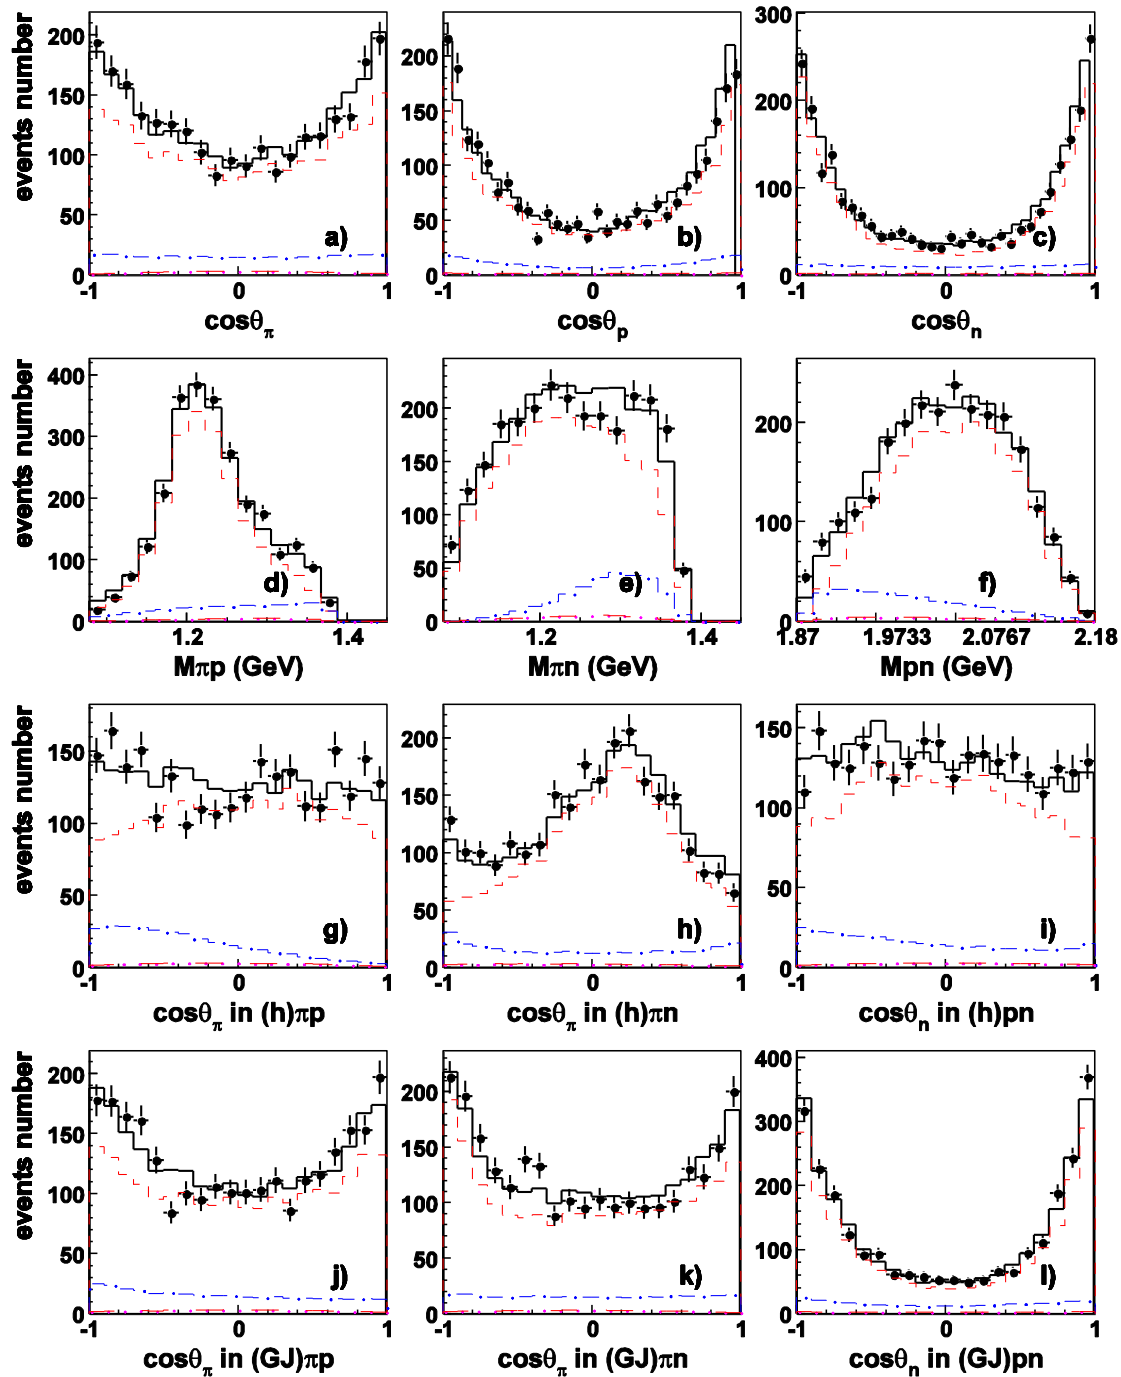 events number
200
150
100
50
0
a)
-1 0 1
cosθπ
200
150
100
50
0
b)
-1 0 1
cosθp
300
200
100
0
c)
-1 0 1
cosθn
events number
400
300
200
100
0
d)
1.2 1.4
Mπp (GeV)
200
150
100
50
0
e)
1.2 1.4
Mπn (GeV)
200
100
0
f)
1.87 1.9733 2.0767 2.18
Mpn (GeV)
events number
150
100
50
0
g)
-1 0 1
cosθπ in (h)πp
200
150
100
50
0
h)
-1 0 1
cosθπ in (h)πn
150
100
50
0
i)
-1 0 1
cosθn in (h)pn
events number
200
150
100
50
0
j)
-1 0 1
cosθπ in (GJ)πp
200
150
100
50
0
k)
-1 0 1
cosθπ in (GJ)πn
400
300
200
100
0
l)
-1 0 1
cosθn in (GJ)pn